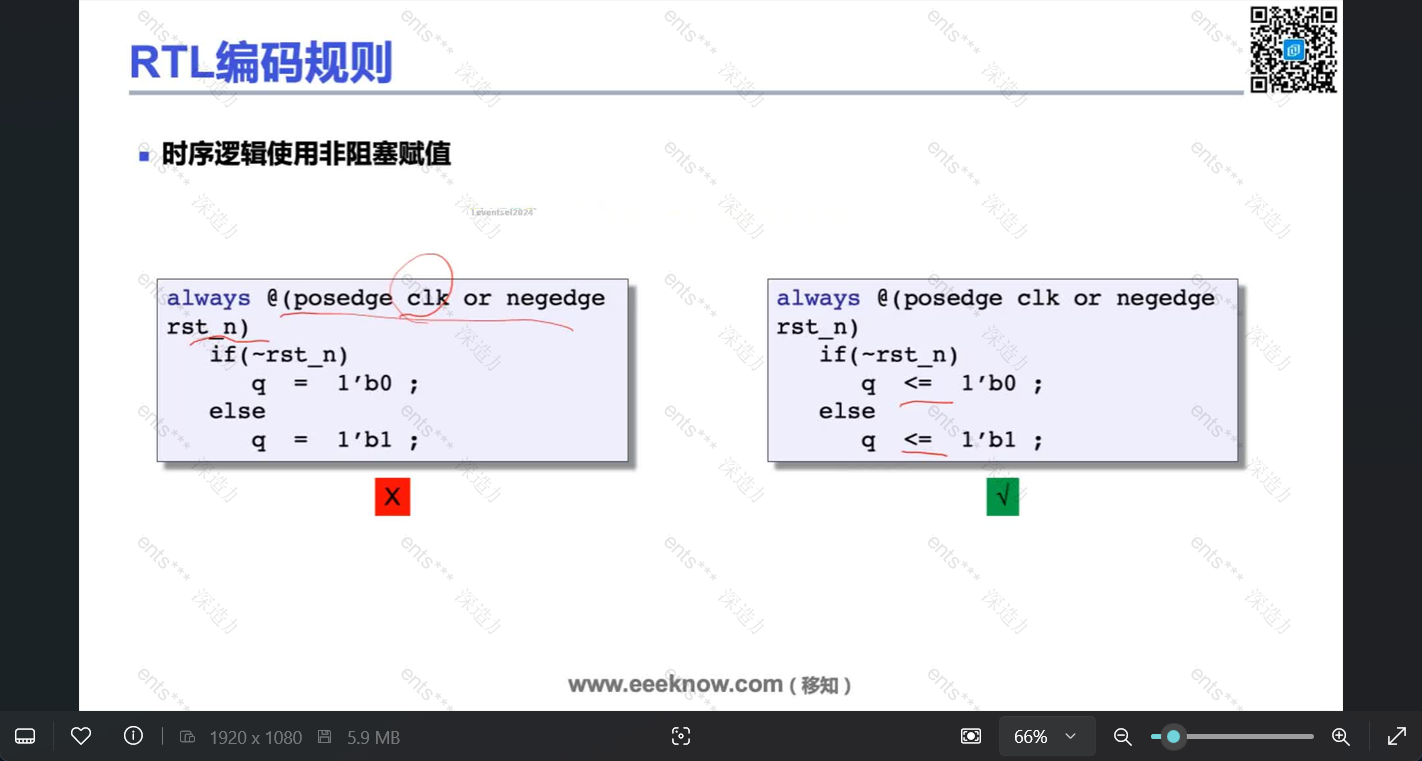 RTL编码规则
时序逻辑使用非阻塞赋值
Leventsel2024
always @(posedge clk or negedge
rst_n)
if(~rst_n)
q = 1’b0 ;
else
q = 1’b1 ;
X
always @(posedge clk or negedge
rst_n)
if(~rst_n)
q <= 1’b0 ;
else
q <= 1’b1 ;
√
www.eeeknow.com ( 移知 )
ents*** 深造力
1920 x 1080
5.9 MB
66%